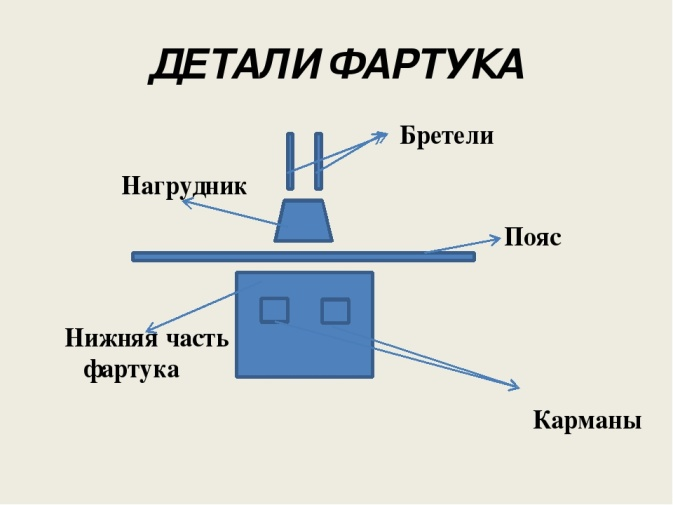 ДЕТАЛИ ФАРТУКА
Бретели
Нагрудник
Пояс
Нижняя часть
фартука
Карманы